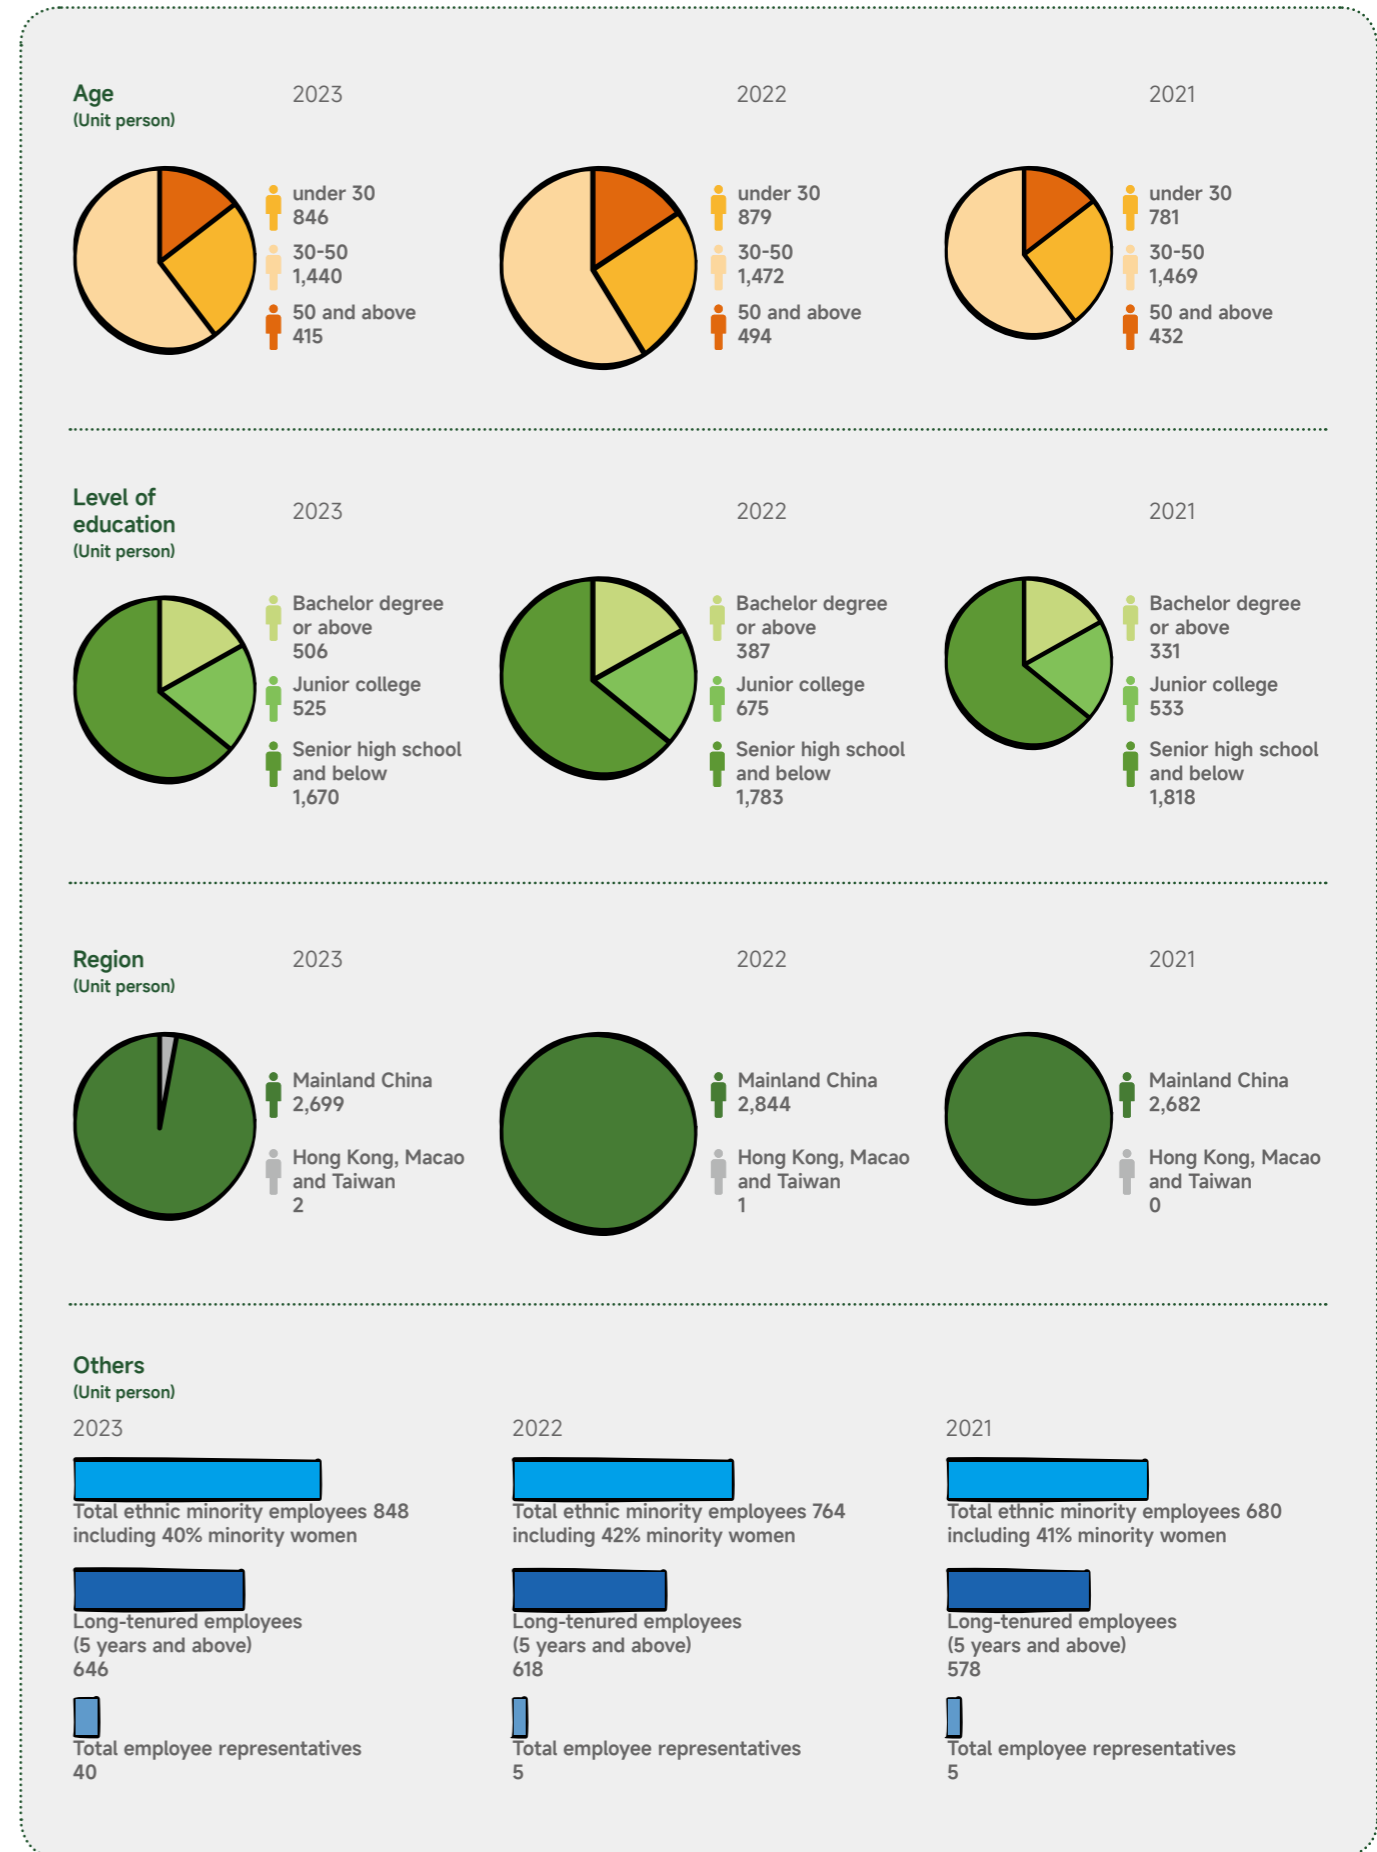 Age
(Unit person)
2023
under 30
846
30-50
1,440
50 and above
415
2022
under 30
879
30-50
1,472
50 and above
494
2021
under 30
781
30-50
1,469
50 and above
432
Level of
education
(Unit person)
2023
Bachelor degree
or above
506
Junior college
525
Senior high school
and below
1,670
2022
Bachelor degree
or above
387
Junior college
675
Senior high school
and below
1,783
2021
Bachelor degree
or above
331
Junior college
533
Senior high school
and below
1,818
Region
(Unit person)
2023
Mainland China
2,699
Hong Kong, Macao
and Taiwan
2
2022
Mainland China
2,844
Hong Kong, Macao
and Taiwan
1
2021
Mainland China
2,682
Hong Kong, Macao
and Taiwan
0
Others
(Unit person)
2023
Total ethnic minority employees 848
including 40% minority women
Long-tenured employees
(5 years and above)
646
Total employee representatives
40
2022
Total ethnic minority employees 764
including 42% minority women
Long-tenured employees
(5 years and above)
618
Total employee representatives
5
2021
Total ethnic minority employees 680
including 41% minority women
Long-tenured employees
(5 years and above)
578
Total employee representatives
5